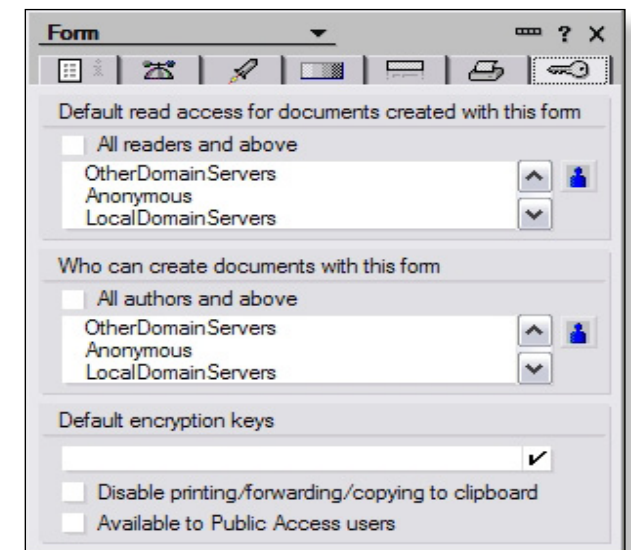 Form
?
Default read access for documents created with this form
All readers and above
OtherDomainServers
Anonymous
LocalDomainServers
Who can create documents with this form
All authors and above
OtherDomainServers
Anonymous
LocalDomainServers
Default encryption keys
Disable printing/forwarding/copying to clipboard
Available to Public Access users